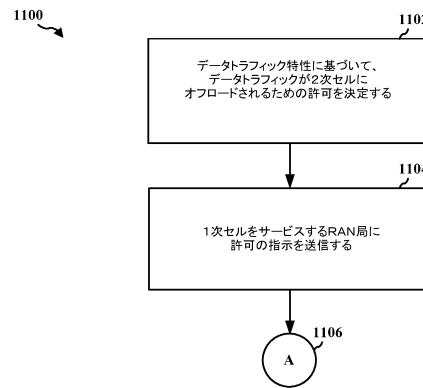 1100
1102
データトラフィック特性に基づいて、
データトラフィックが2次セルに
オフロードされるための許可を決定する
1104
1次セルをサービスするRAN局に
許可の指示を送信する
1106
A